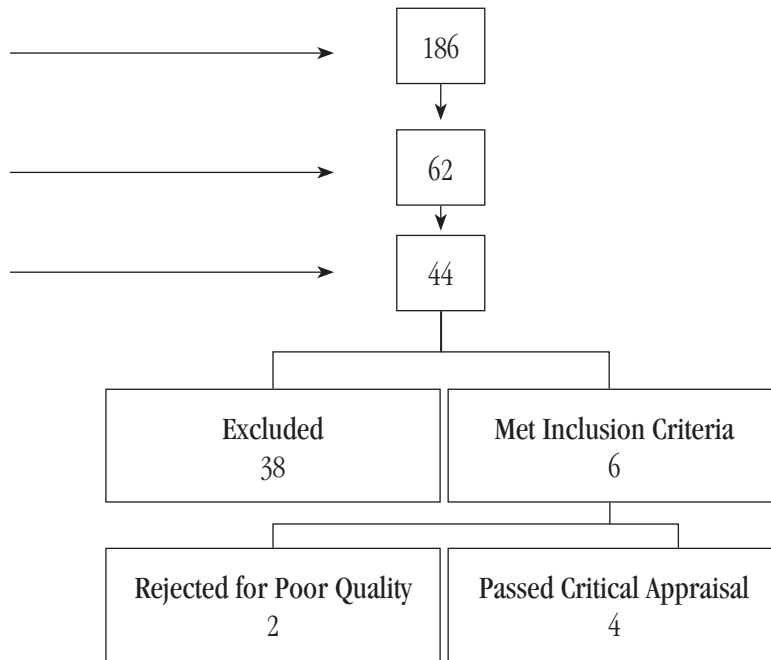 186
62
44
Excluded
38
Met Inclusion Criteria
6
Rejected for Poor Quality
2
Passed Critical Appraisal
4